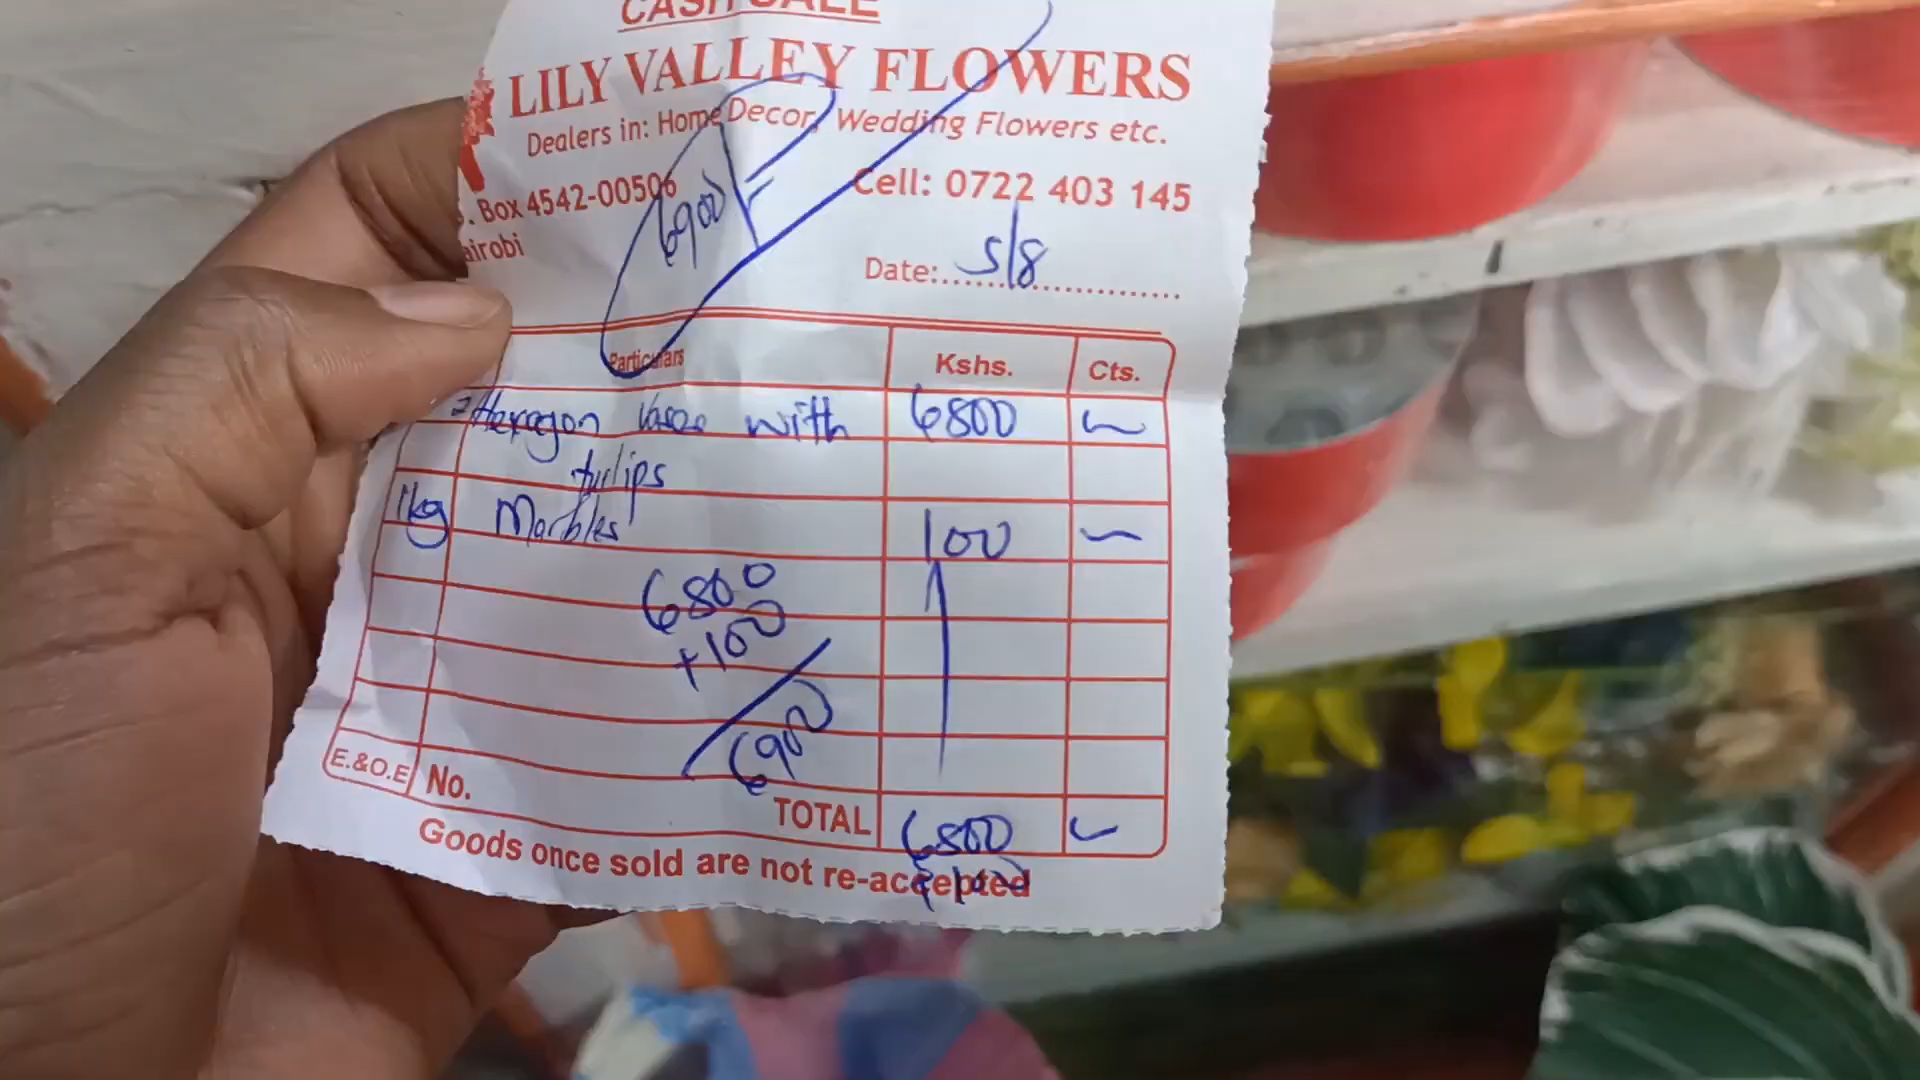 CASH SALE
LILY VALLEY FLOWERS
Dealers in: Home Decor, Wedding Flowers etc.
. Box 4542-00506
Cell: 0722 403 145
airobi
6900/=
Date: 5/8
Particulars Kshs. Cts.
Hexagon vase with 6800
tulips
1kg Marbles 100
6800
+100
6900
E.&O.E No. TOTAL 6800
Goods once sold are not re-accepted